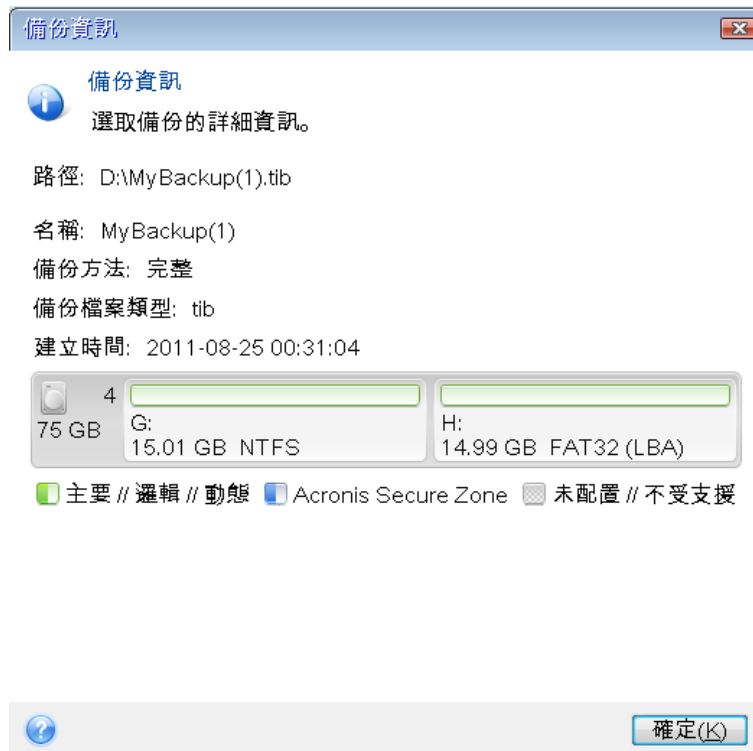 備份資訊
備份資訊
選取備份的詳細資訊。
路徑: D:\MyBackup(1).tib
名稱: MyBackup(1)
備份方法: 完整
備份檔案類型: tib
建立時間: 2011-08-25 00:31:04
4
75 GB
G:
15.01 GB NTFS
H:
14.99 GB FAT32 (LBA)
主要 // 邏輯 // 動態 Acronis Secure Zone 未配置 // 不受支援
確定(K)